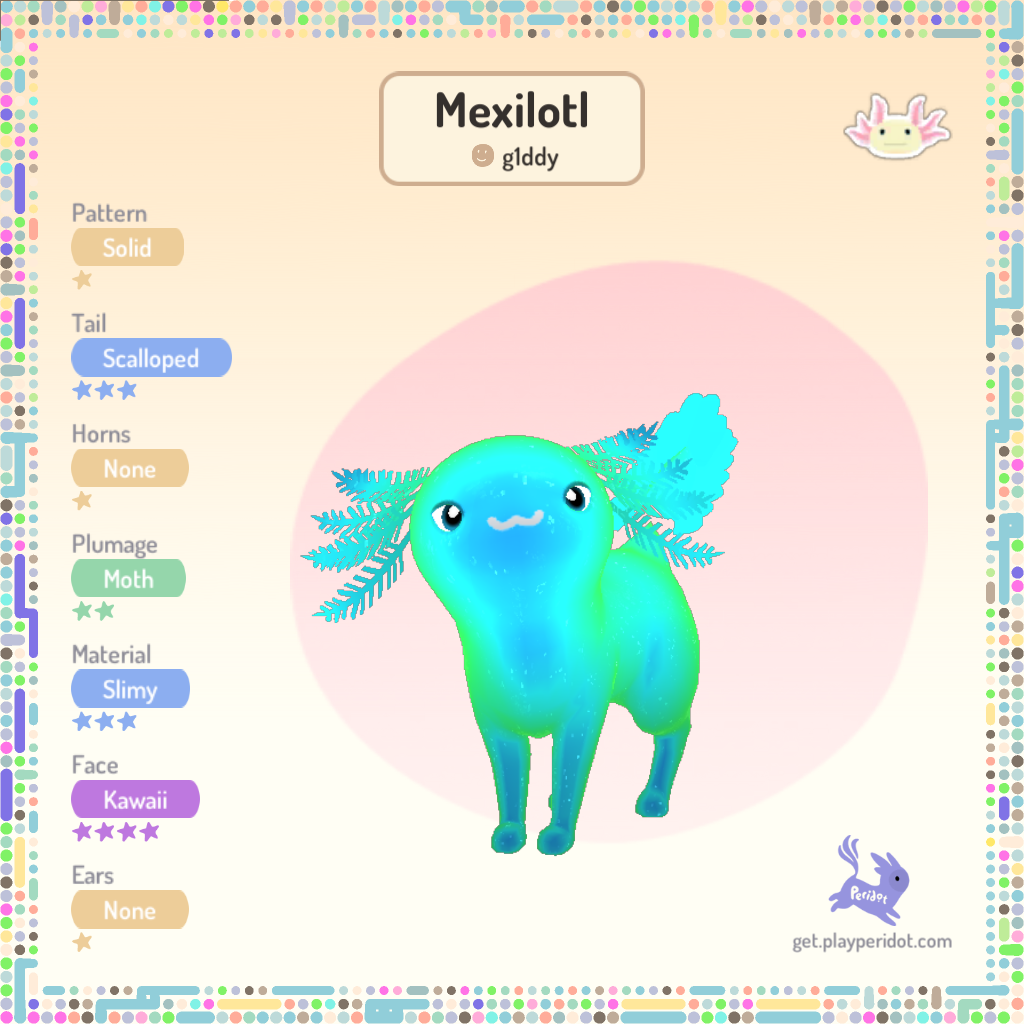 Mexilotl
g1ddy
Pattern
Solid
Tail
Scalloped
Horns
None
Plumage
Moth
Material
Slimy
Face
Kawaii
Ears
None
Peridot
get.playperidot.com